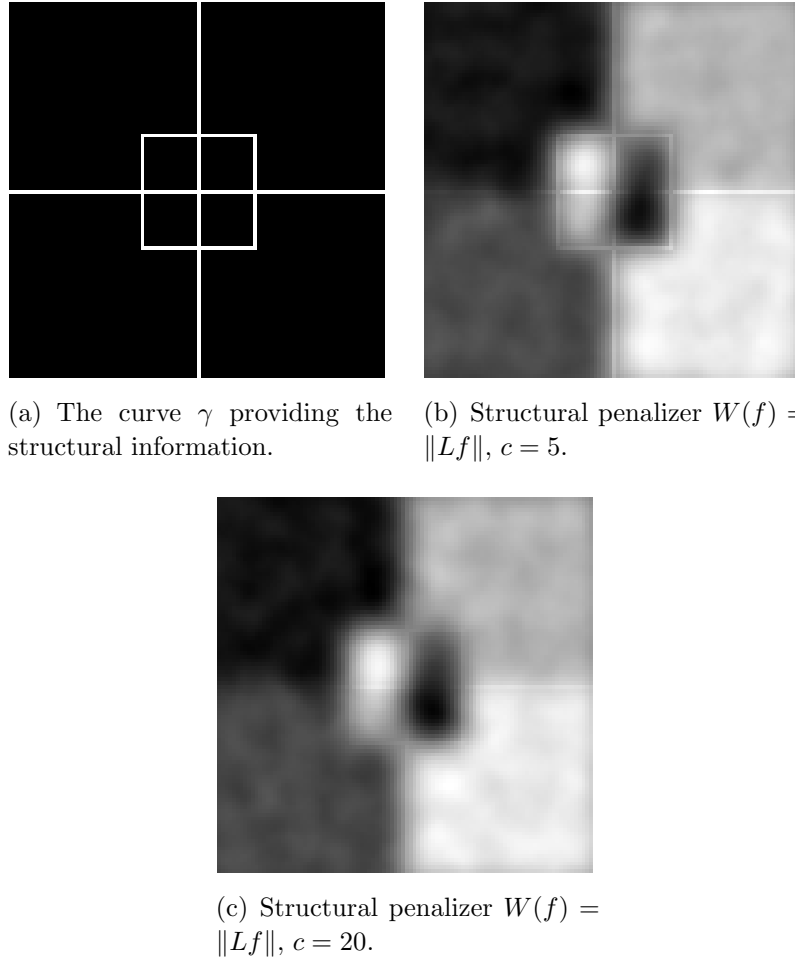 (a) The curve γ providing the
structural information.
(b) Structural penalizer W(f) =
‖Lf‖, c = 5.
(c) Structural penalizer W(f) =
‖Lf‖, c = 20.